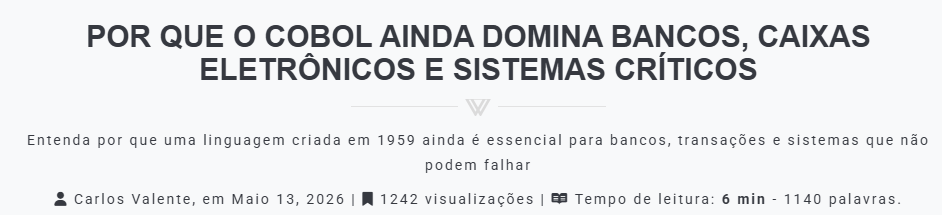 POR QUE O COBOL AINDA DOMINA BANCOS, CAIXAS
ELETRÔNICOS E SISTEMAS CRÍTICOS
Entenda por que uma linguagem criada em 1959 ainda é essencial para bancos, transações e sistemas que não
podem falhar
Carlos Valente, em Maio 13, 2026 | 1242 visualizações | Tempo de leitura: 6 min - 1140 palavras.